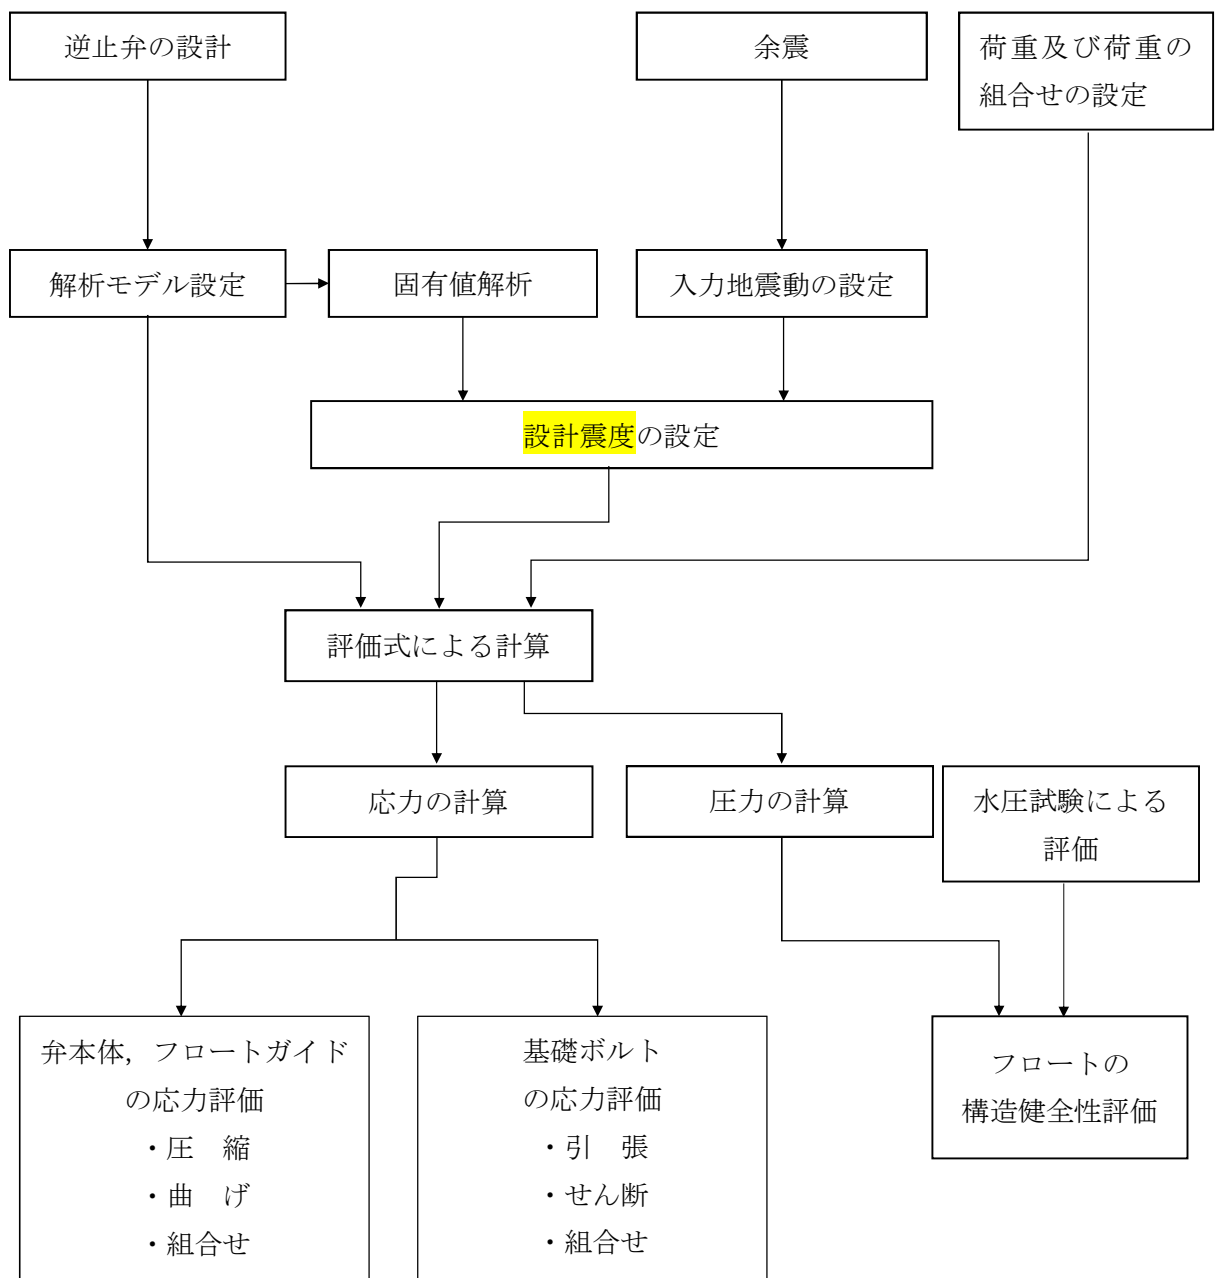 逆止弁の設計
余震
荷重及び荷重の
組合せの設定
解析モデル設定
固有値解析
入力地震動の設定
設計震度の設定
評価式による計算
応力の計算
圧力の計算
水圧試験による
評価
弁本体，フロートガイド
の応力評価
・圧　縮
・曲　げ
・組合せ
基礎ボルト
の応力評価
・引　張
・せん断
・組合せ
フロートの
構造健全性評価